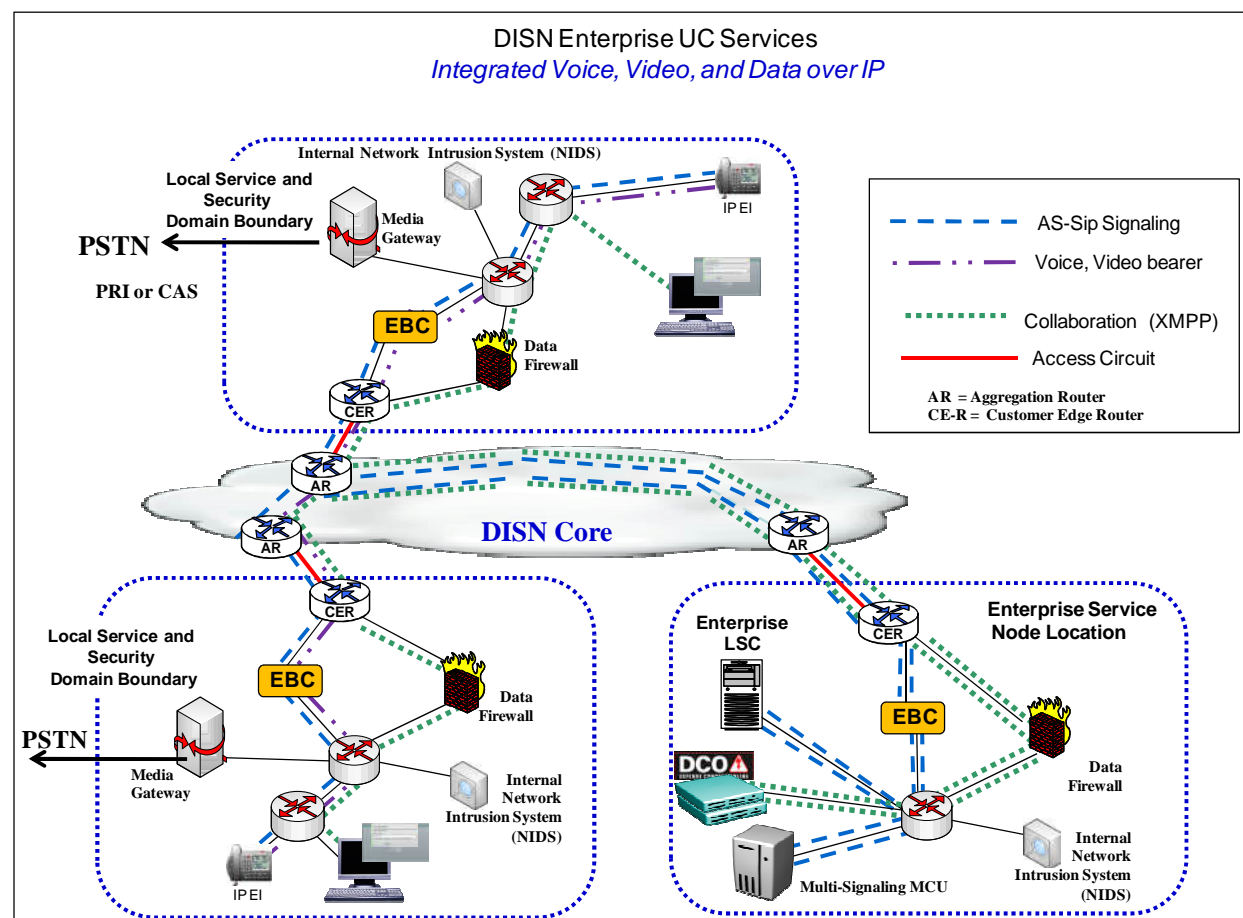 DISN Enterprise UC Services
Integrated Voice, Video, and Data over IP
Internal Network Intrusion System (NIDS)
Local Service and
Security
Domain Boundary
Media
Gateway
IP EI
PSTN
PRI or CAS
EBC
Data
Firewall
CER
AS-Sip Signaling
Voice, Video bearer
Collaboration (XMPP)
Access Circuit
AR = Aggregation Router
CE-R = Customer Edge Router
AR
AR
DISN Core
AR
CER
Local Service and
Security
Domain Boundary
EBC
Data
Firewall
PSTN
Media
Gateway
Internal
Network
Intrusion System
(NIDS)
IP EI
CER
Enterprise Service
Node Location
Enterprise
LSC
EBC
DCO
Data
Firewall
Multi-Signaling MCU
Internal
Network
Intrusion System
(NIDS)